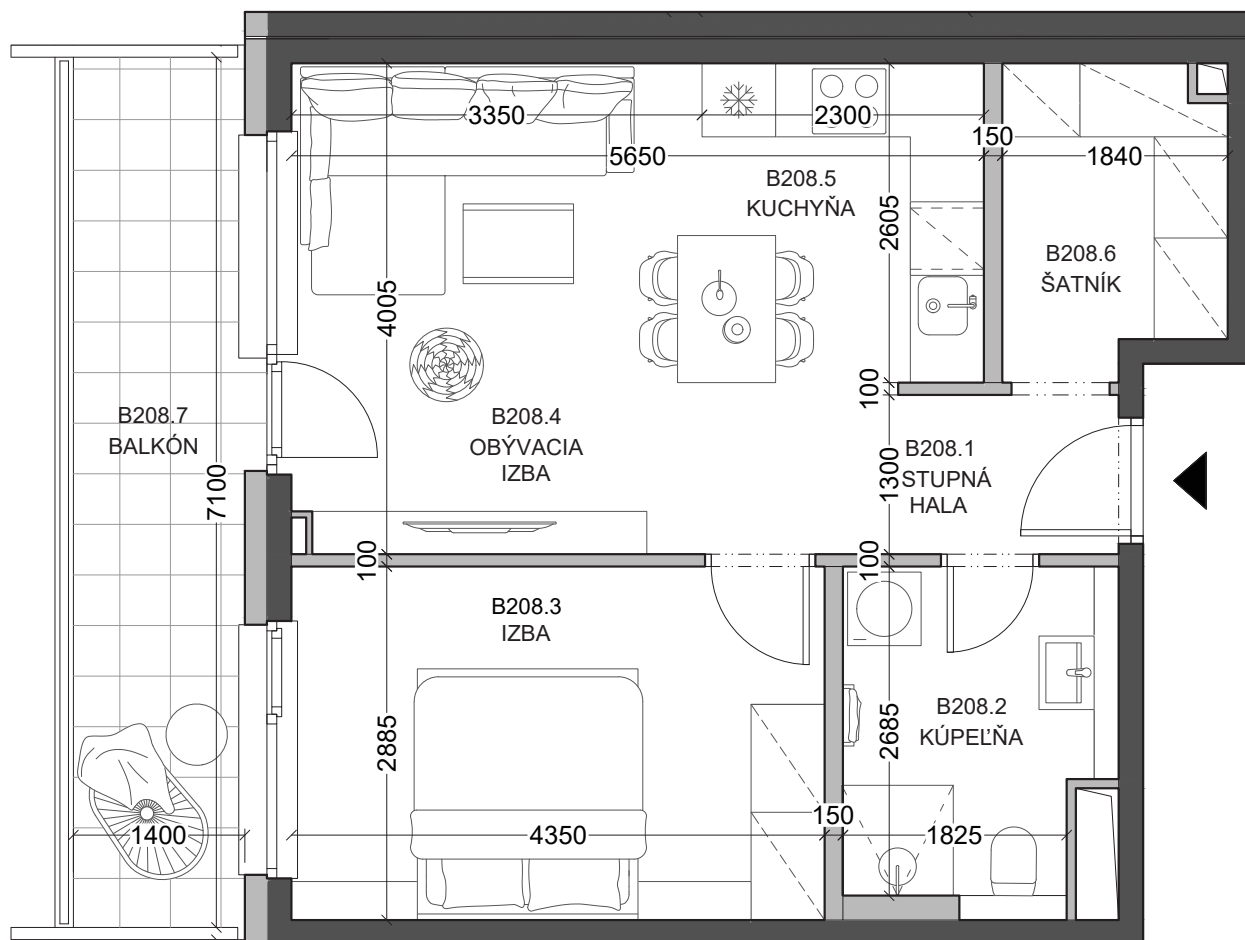 3350
2300
150
5650
1840
B208.5
KUCHYŇA
2605
B208.6
ŠATNÍK
4005
100
B208.7
BALKÓN
B208.4
OBÝVACIA
IZBA
B208.1
STUPNÁ
HALA
1300
7100
100
100
B208.3
IZBA
2885
B208.2
KÚPEĽŇA
2685
150
1400
4350
1825